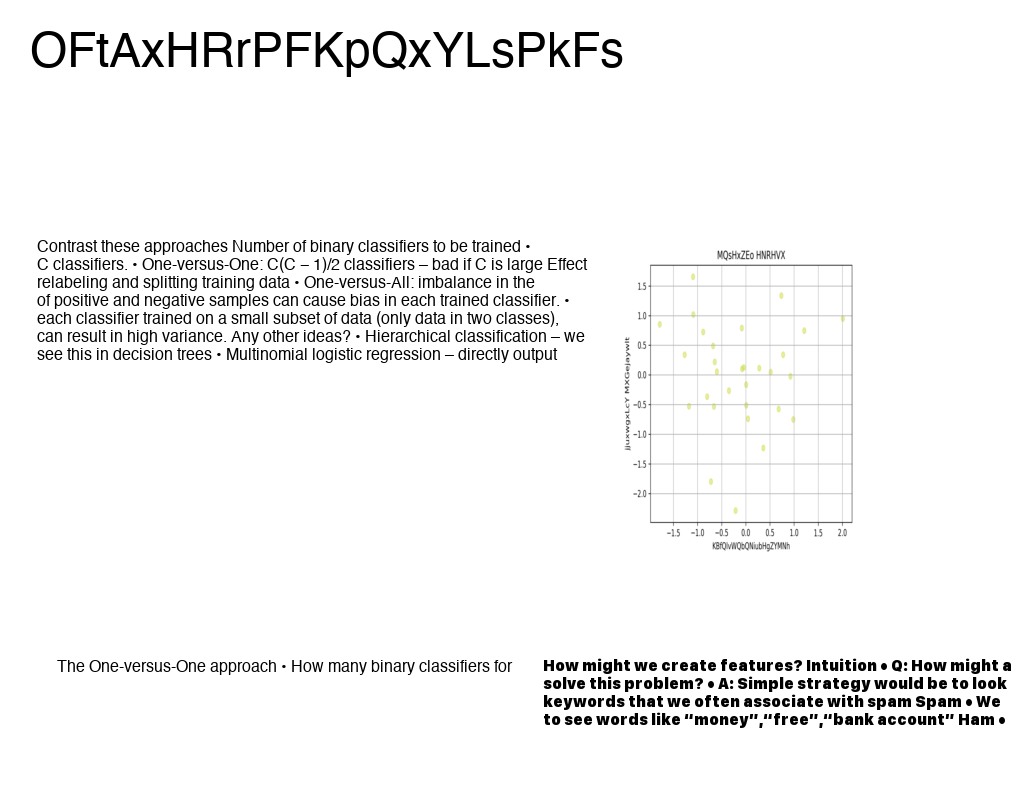 OFtAxHRrPFKpQxYLsPkFs
Contrast these approaches Number of binary classifiers to be trained •
C classifiers. • One-versus-One: C(C – 1)/2 classifiers – bad if C is large Effect
relabeling and splitting training data • One-versus-All: imbalance in the
of positive and negative samples can cause bias in each trained classifier. •
each classifier trained on a small subset of data (only data in two classes),
can result in high variance. Any other ideas? • Hierarchical classification – we
see this in decision trees • Multinomial logistic regression – directly output
MQsHxZEo HNRHVX
jjuxwgxLcY MXGejaywlt
1.5
1.0
0.5
0.0
−0.5
−1.0
−1.5
−2.0
−1.5 −1.0 −0.5 0.0 0.5 1.0 1.5 2.0
KBfQlvWQbQNiubHgZYMNh
The One-versus-One approach • How many binary classifiers for
How might we create features? Intuition • Q: How might a
solve this problem? • A: Simple strategy would be to look
keywords that we often associate with spam Spam • We
to see words like “money”,“free”,“bank account” Ham •